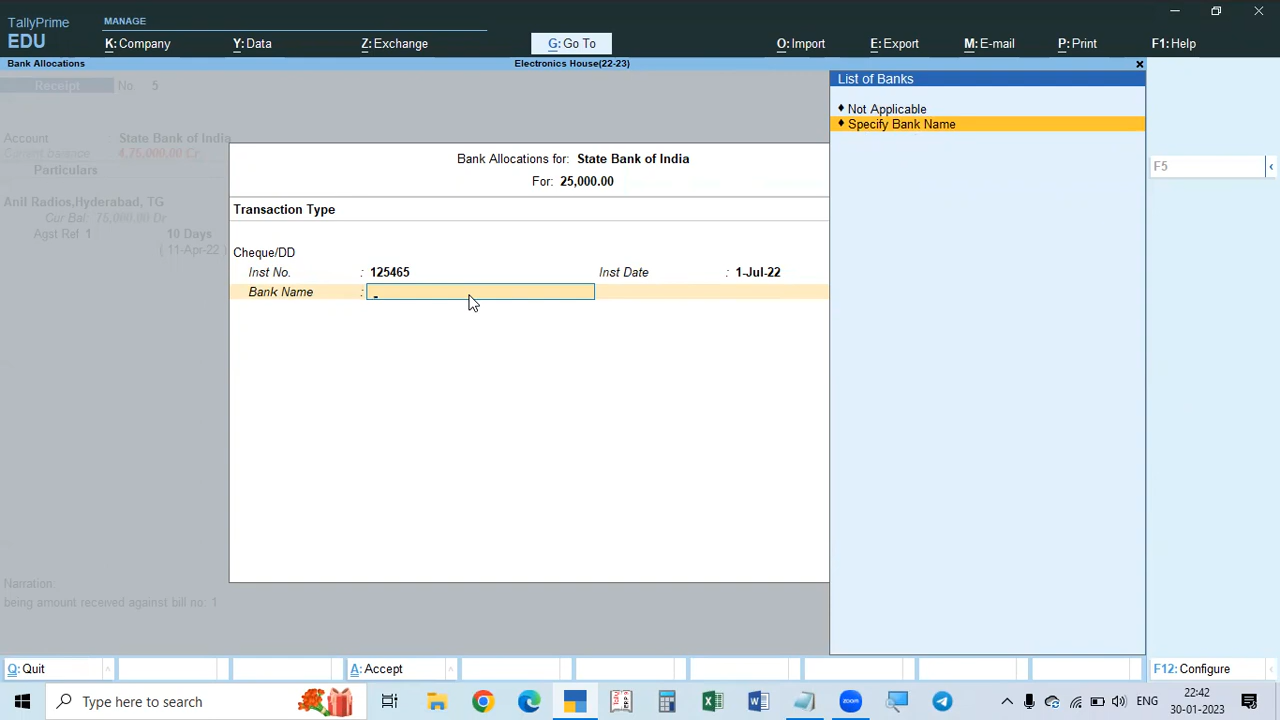 TallyPrime
EDU
MANAGE
K: Company
Y: Data
Z: Exchange
G: Go To
O: Import
E: Export
M: E-mail
P: Print
F1: Help
Bank Allocations
Electronics House(22-23)
Receipt No. 5
Account : State Bank of India
Current balance : 4,75,000.00 Cr
Particulars
Anil Radios,Hyderabad, TG
Cur Bal: 75,000.00 Dr
Agst Ref 1 10 Days
( 11-Apr-22 )
Narration
being amount received against bill no: 1
Bank Allocations for: State Bank of India
For: 25,000.00
Transaction Type
Cheque/DD
Inst No. : 125465 Inst Date : 1-Jul-22
Bank Name :
List of Banks
Not Applicable
Specify Bank Name
F5
Q: Quit
A: Accept
F12: Configure
Type here to search
ENG
22:42
30-01-2023